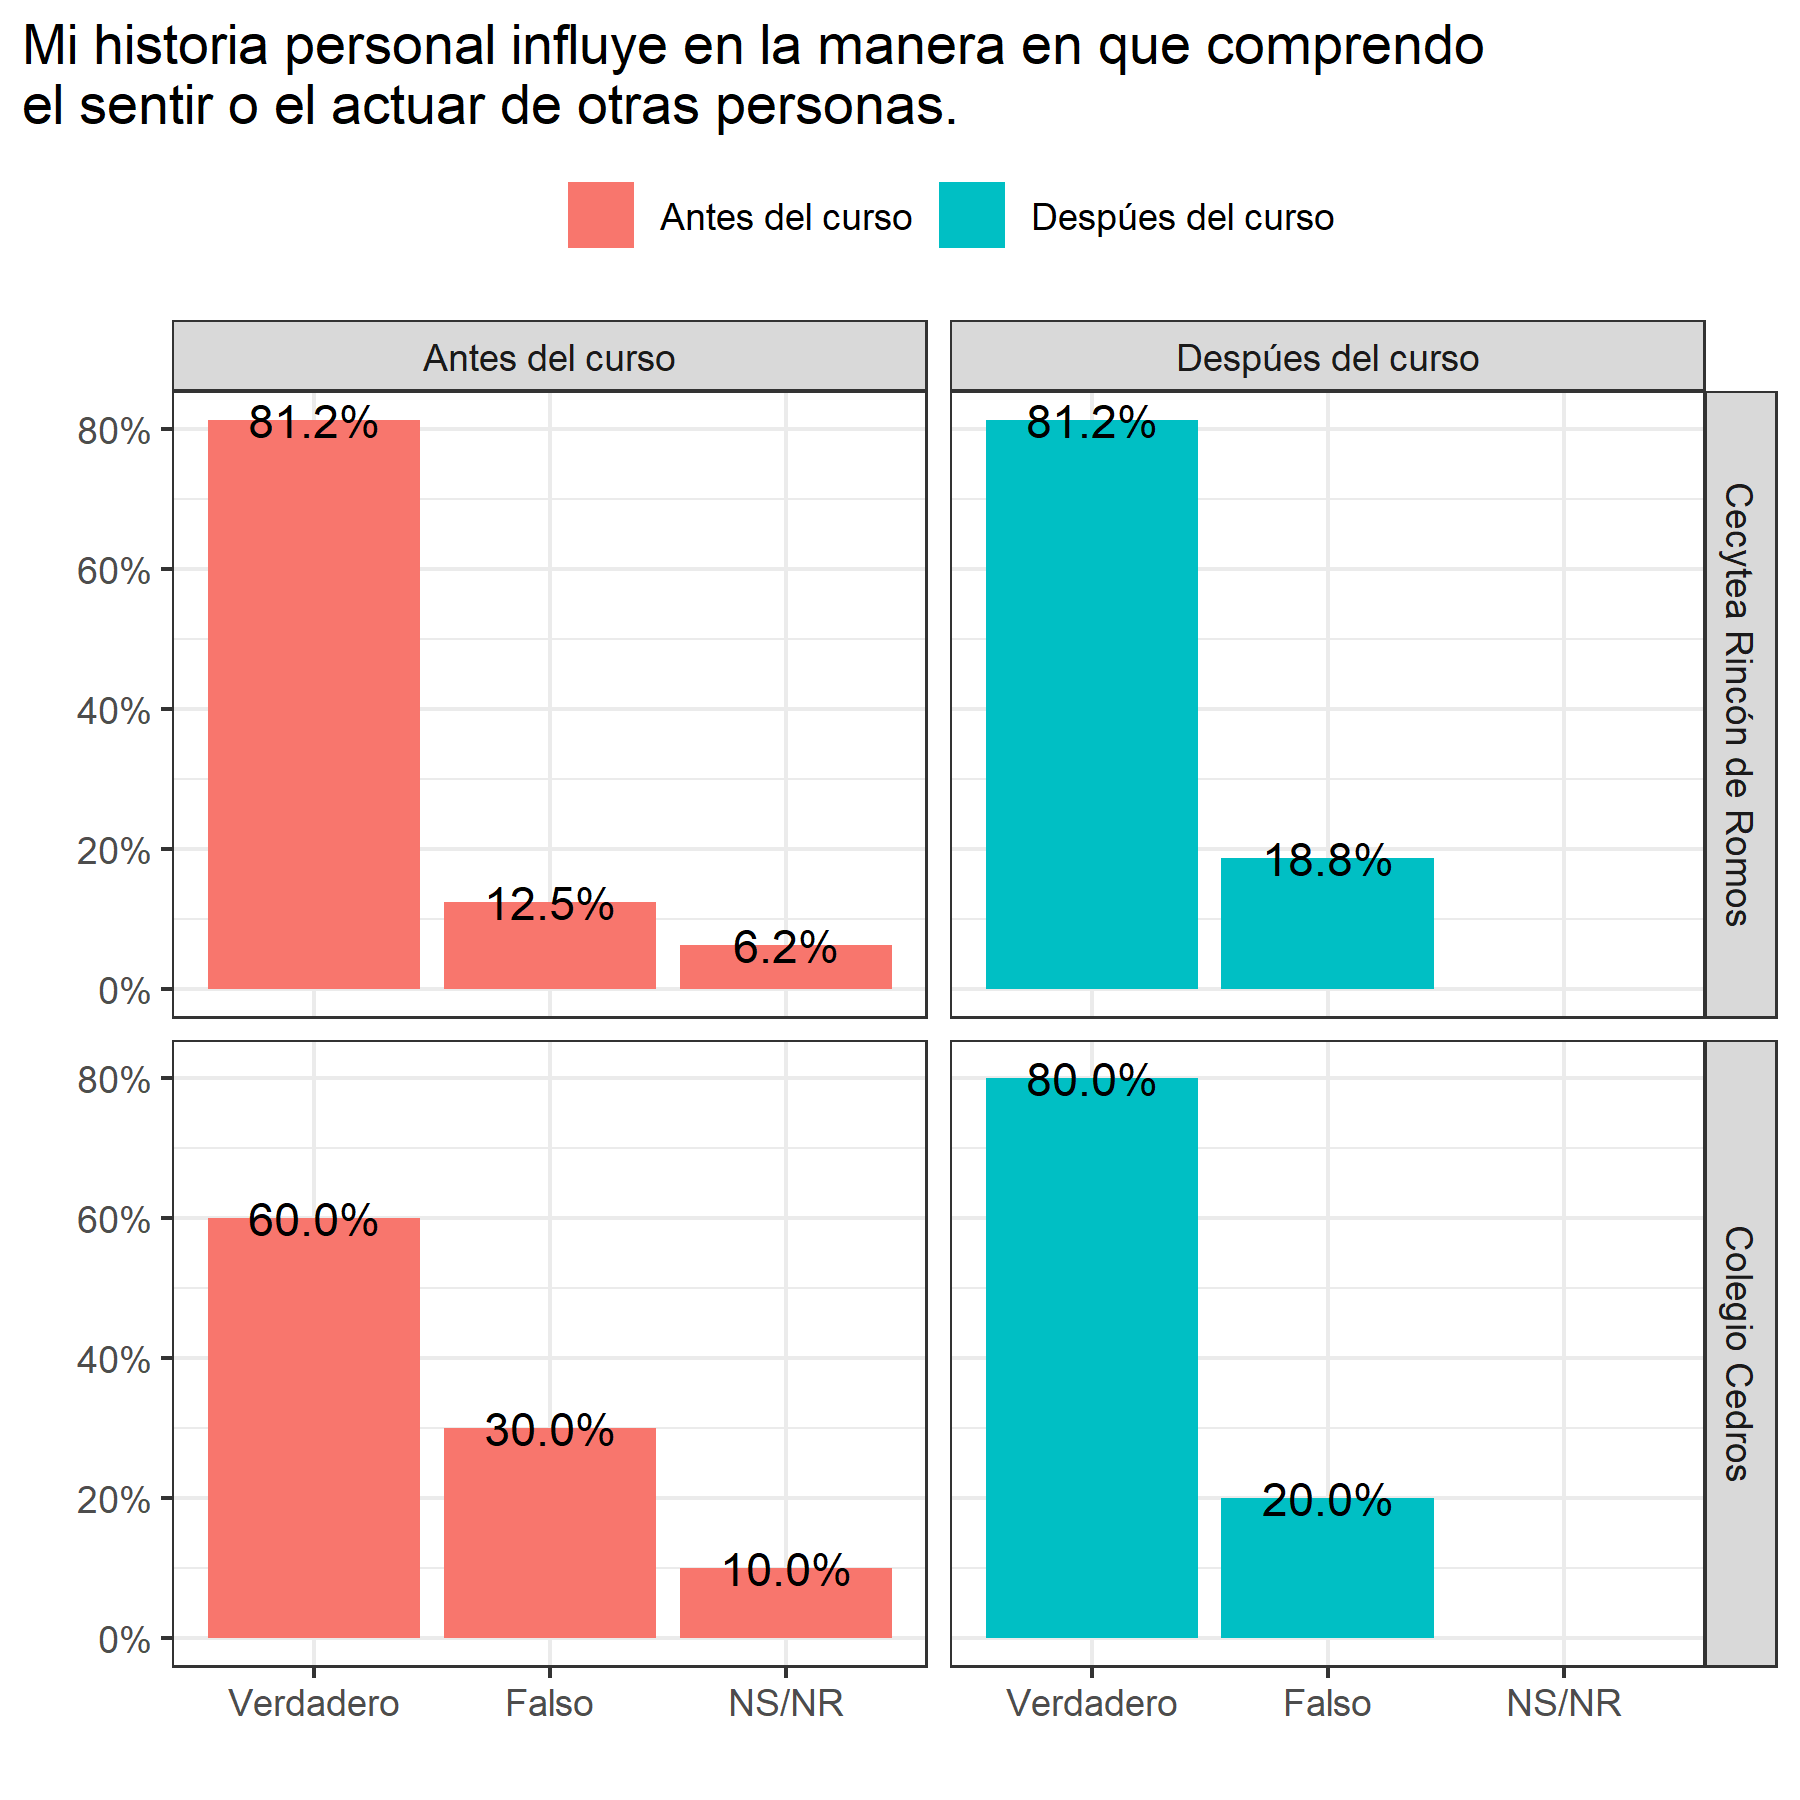 Mi historia personal influye en la manera en que comprendo
el sentir o el actuar de otras personas.
Antes del curso
Despúes del curso
Antes del curso
Despúes del curso
80%
60%
40%
20%
0%
81.2%
12.5%
6.2%
81.2%
18.8%
Cecytea Rincón de Romos
80%
60%
40%
20%
0%
60.0%
30.0%
10.0%
80.0%
20.0%
Colegio Cedros
Verdadero
Falso
NS/NR
Verdadero
Falso
NS/NR